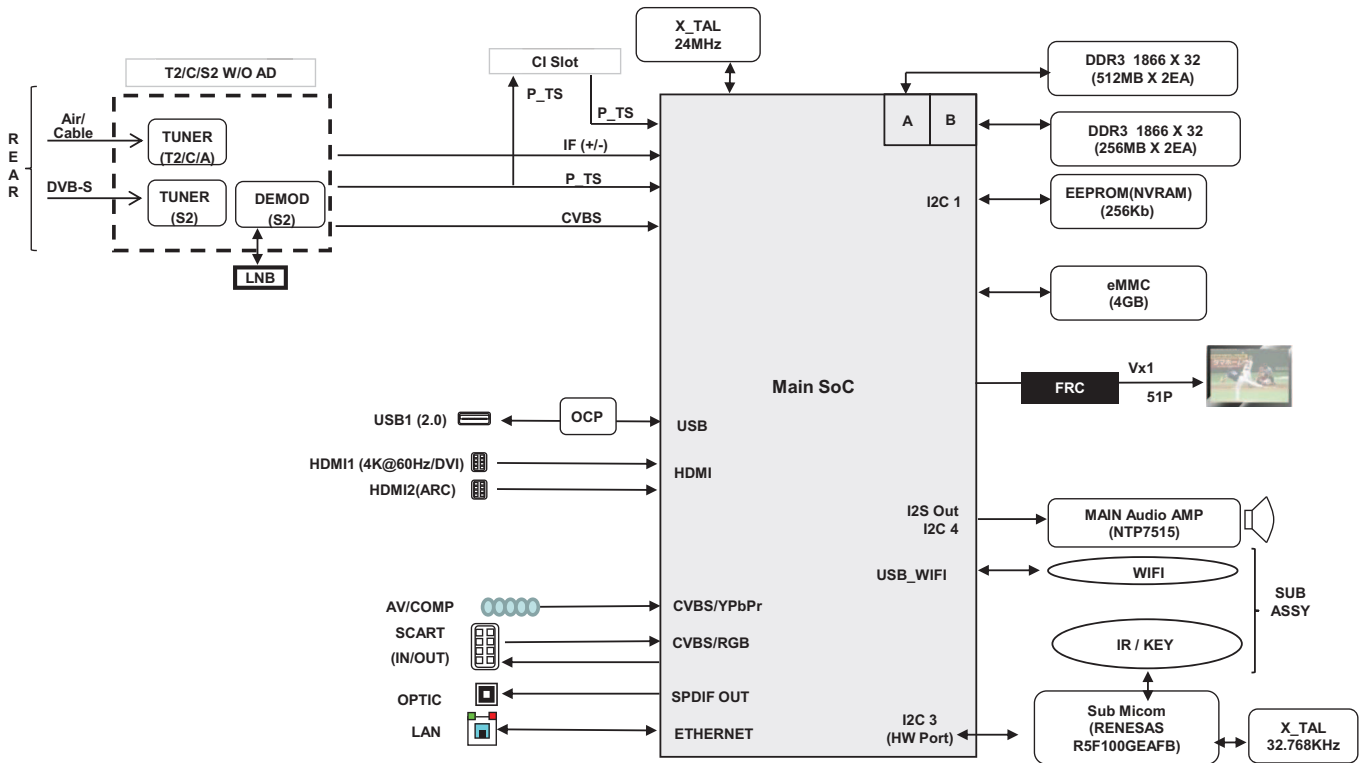 X_TAL
24MHz
T2/C/S2 W/O AD
CI Slot
DDR3 1866 X 32
(512MB X 2EA)
R
E
A
R
Air/
Cable
TUNER
(T2/C/A)
P_TS
P_TS
A
B
DDR3 1866 X 32
(256MB X 2EA)
IF (+/-)
DVB-S
TUNER
(S2)
DEMOD
(S2)
P_TS
I2C 1
EEPROM(NVRAM)
(256Kb)
CVBS
LNB
eMMC
(4GB)
Main SoC
FRC
Vx1
51P
USB1 (2.0)
OCP
USB
HDMI1 (4K@60Hz/DVI)
HDMI
HDMI2(ARC)
I2S Out
I2C 4
MAIN Audio AMP
(NTP7515)
USB_WIFI
WIFI
SUB
ASSY
AV/COMP
CVBS/YPbPr
SCART
(IN/OUT)
CVBS/RGB
IR / KEY
OPTIC
SPDIF OUT
LAN
ETHERNET
I2C 3
(HW Port)
Sub Micom
(RENESAS
R5F100GEAFB)
X_TAL
32.768KHz